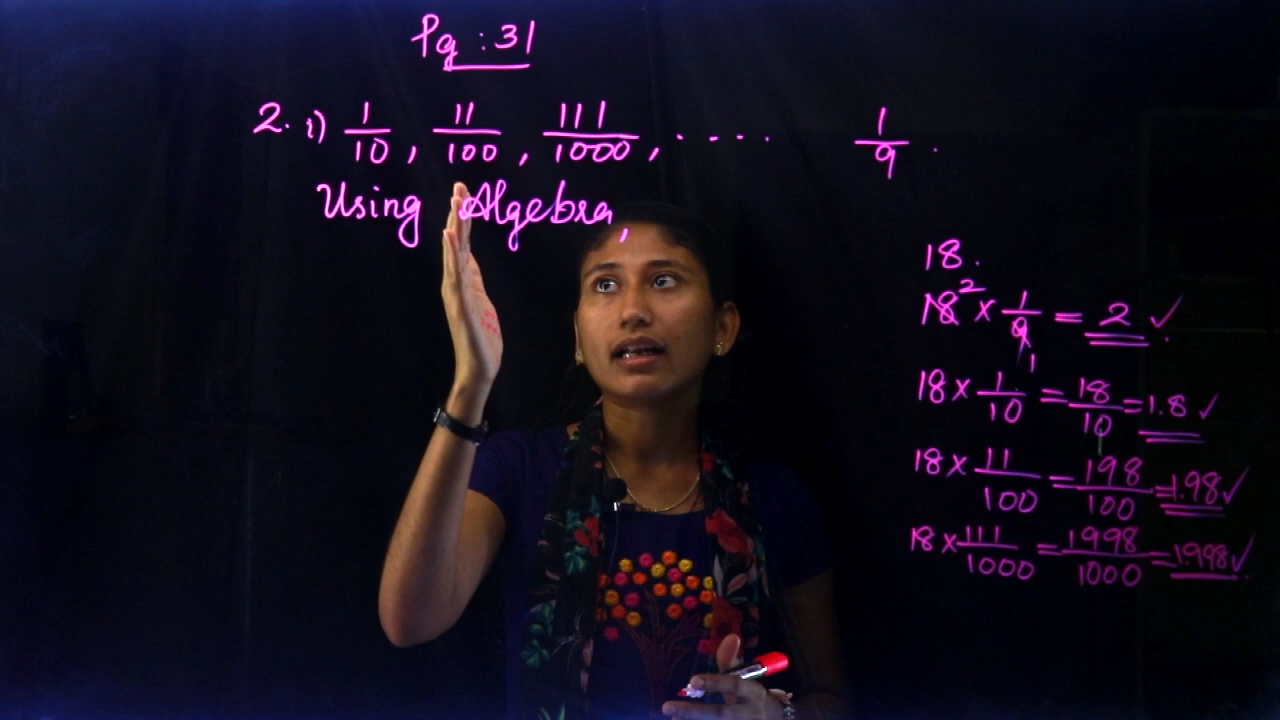 Pg : 31
2. i) 1/10, 11/100, 111/1000, ..... 1/9.
Using Algebra,
18.
18² × 1/9 1 = 2 ✓
18 × 1/10 = 18/10 = 1.8 ✓
18 × 11/100 = 198/100 = 1.98 ✓
18 × 111/1000 = 1998/1000 = 1.998 ✓